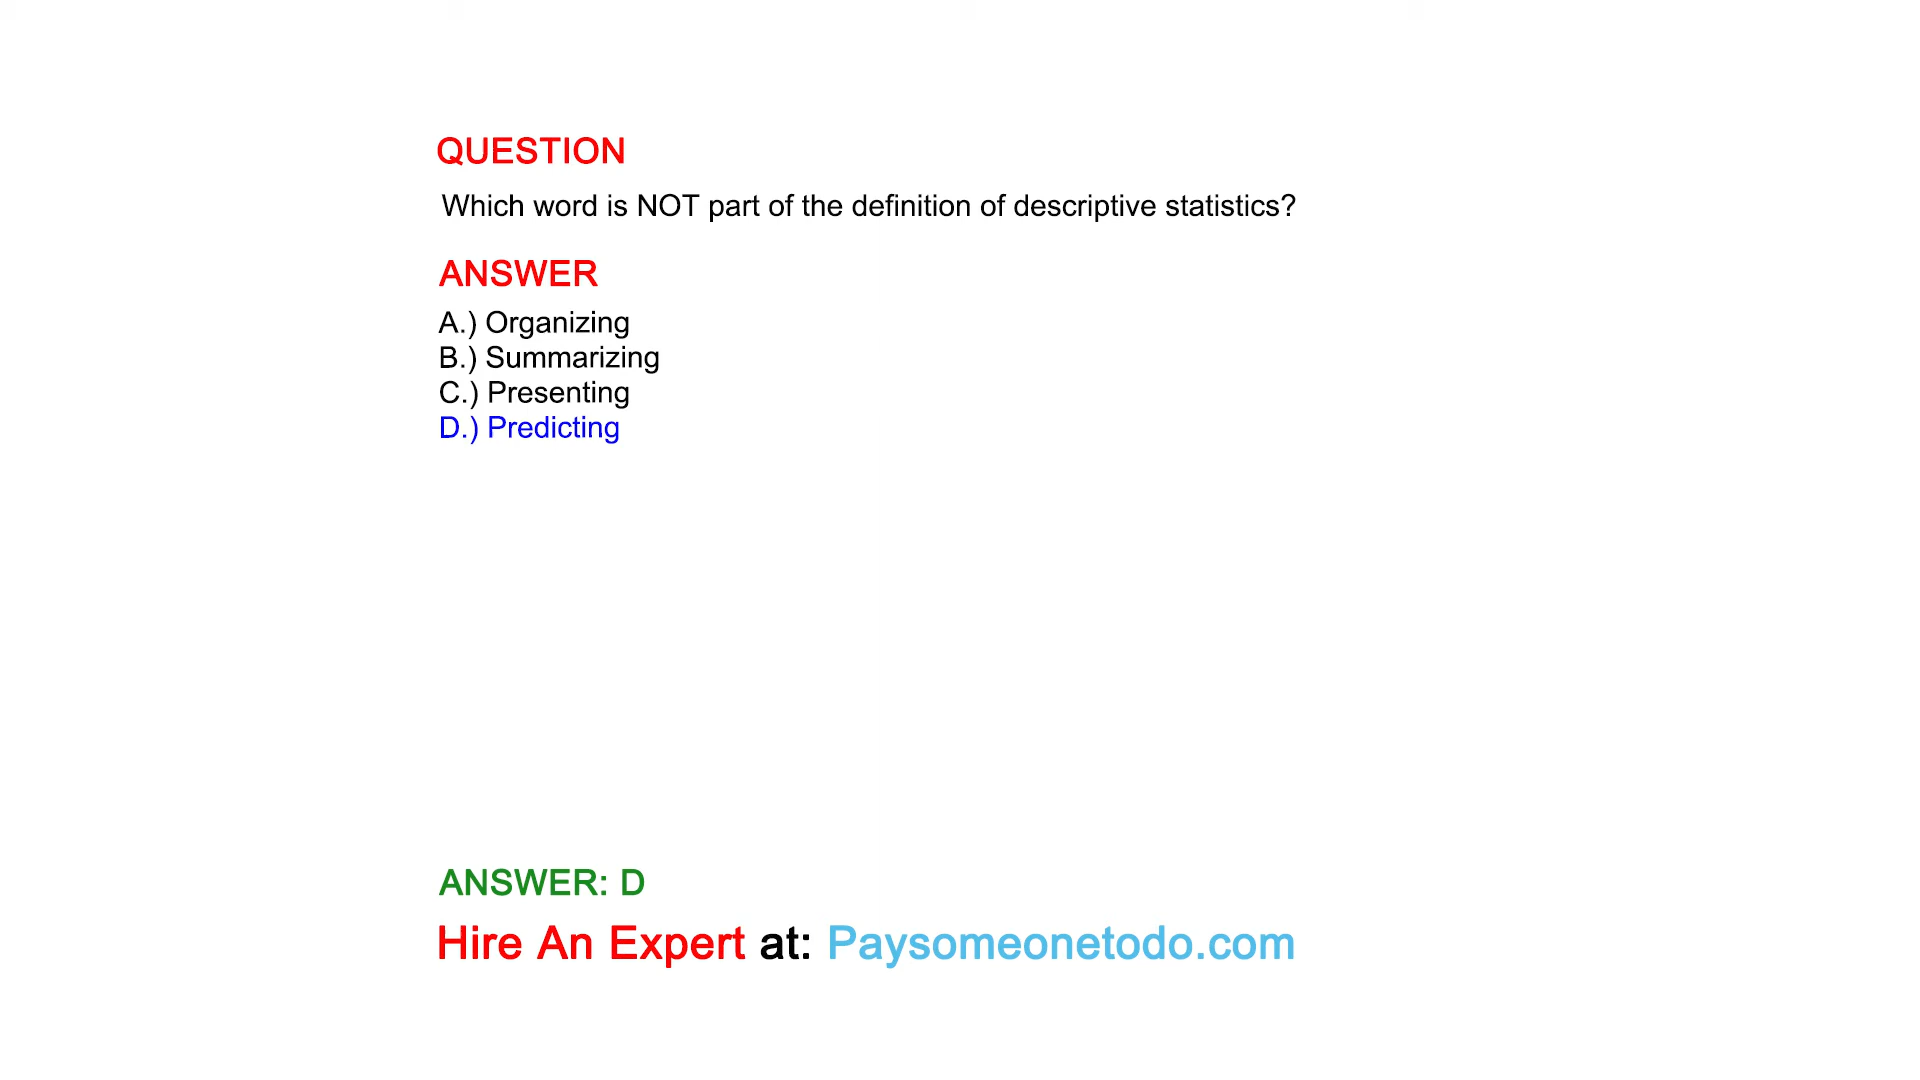 QUESTION
Which word is NOT part of the definition of descriptive statistics?
ANSWER
A.) Organizing
B.) Summarizing
C.) Presenting
D.) Predicting
ANSWER: D
Hire An Expert at: Paysomeonetodo.com